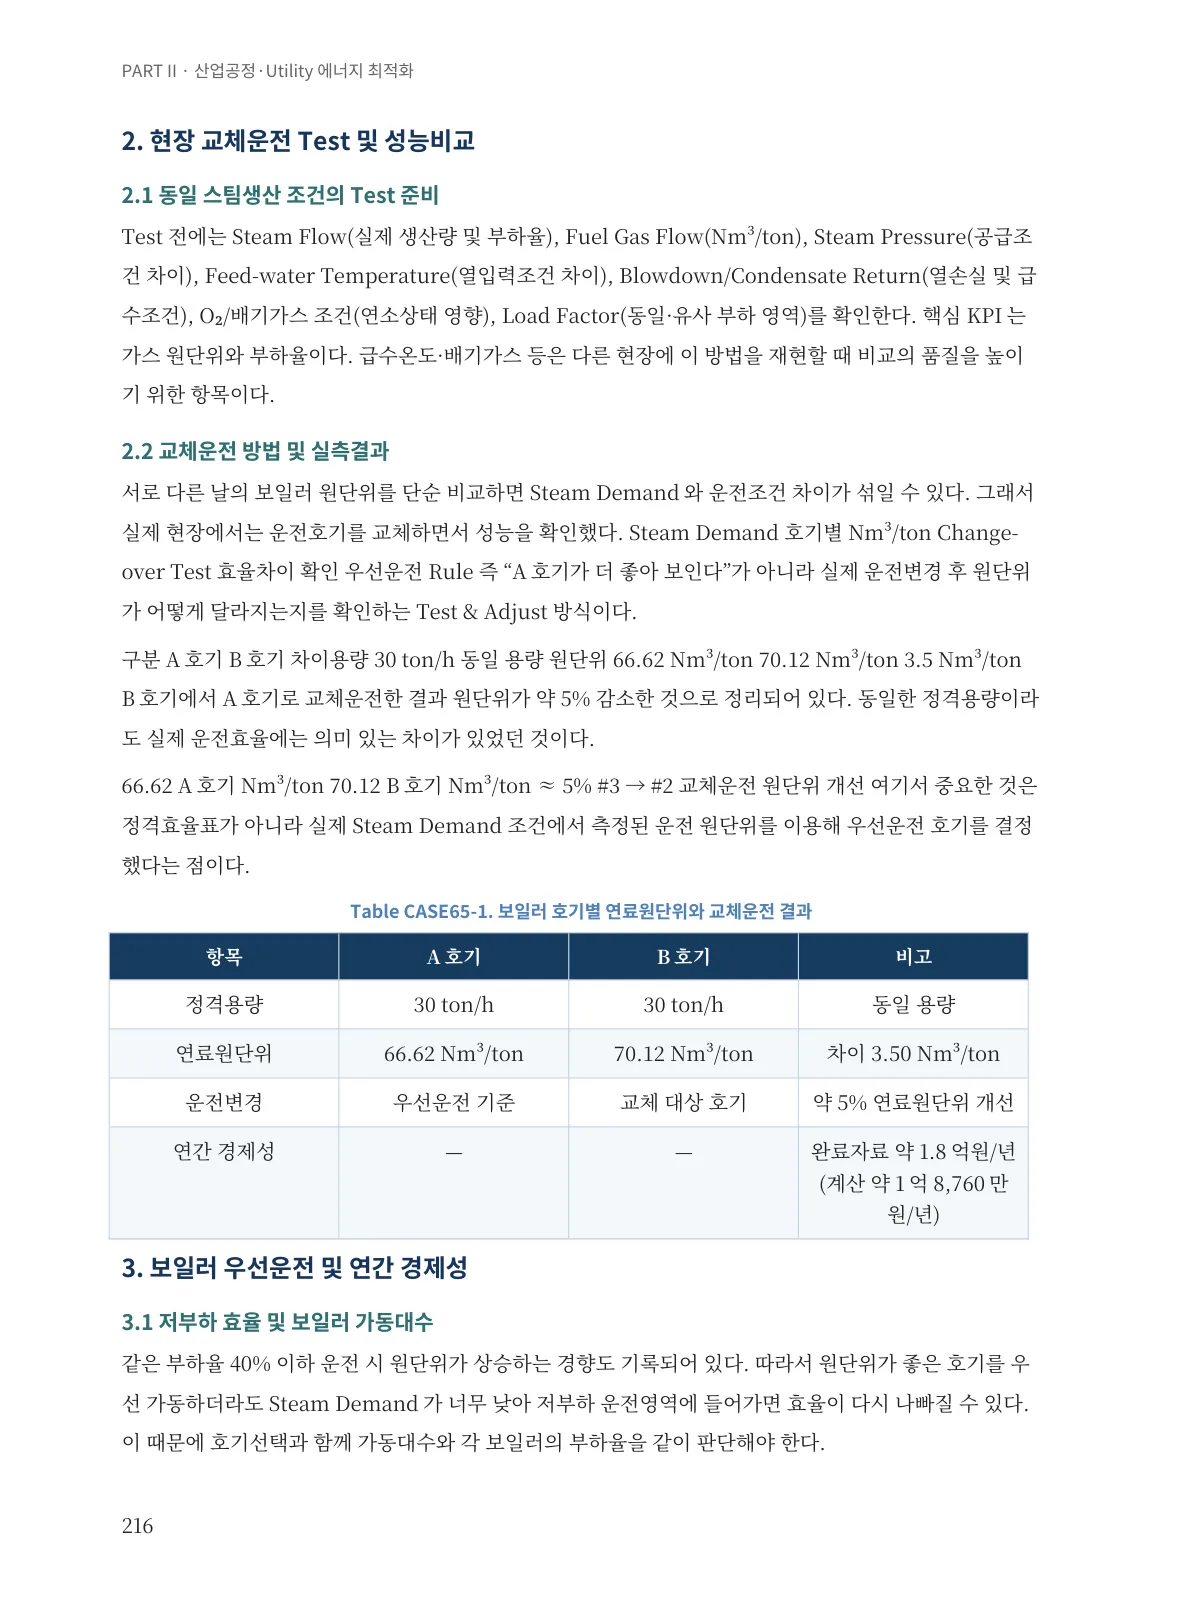 PART II · 산업공정·Utility 에너지 최적화
2. 현장 교체운전 Test 및 성능비교
2.1 동일 스팀생산 조건의 Test 준비
Test 전에는 Steam Flow(실제 생산량 및 부하율), Fuel Gas Flow(Nm³/ton), Steam Pressure(공급조
건 차이), Feed-water Temperature(열입력조건 차이), Blowdown/Condensate Return(열손실 및 급
수조건), O₂/배기가스 조건(연소상태 영향), Load Factor(동일·유사 부하 영역)를 확인한다. 핵심 KPI 는
가스 원단위와 부하율이다. 급수온도·배기가스 등은 다른 현장에 이 방법을 재현할 때 비교의 품질을 높이
기 위한 항목이다.
2.2 교체운전 방법 및 실측결과
서로 다른 날의 보일러 원단위를 단순 비교하면 Steam Demand 와 운전조건 차이가 섞일 수 있다. 그래서
실제 현장에서는 운전호기를 교체하면서 성능을 확인했다. Steam Demand 호기별 Nm³/ton Change-
over Test 효율차이 확인 우선운전 Rule 즉 “A 호기가 더 좋아 보인다”가 아니라 실제 운전변경 후 원단위
가 어떻게 달라지는지를 확인하는 Test & Adjust 방식이다.
구분 A 호기 B 호기 차이용량 30 ton/h 동일 용량 원단위 66.62 Nm³/ton 70.12 Nm³/ton 3.5 Nm³/ton
B 호기에서 A 호기로 교체운전한 결과 원단위가 약 5% 감소한 것으로 정리되어 있다. 동일한 정격용량이라
도 실제 운전효율에는 의미 있는 차이가 있었던 것이다.
66.62 A 호기 Nm³/ton 70.12 B 호기 Nm³/ton ≈ 5% #3 → #2 교체운전 원단위 개선 여기서 중요한 것은
정격효율표가 아니라 실제 Steam Demand 조건에서 측정된 운전 원단위를 이용해 우선운전 호기를 결정
했다는 점이다.
Table CASE65-1. 보일러 호기별 연료원단위와 교체운전 결과
항목 A 호기 B 호기 비고
정격용량 30 ton/h 30 ton/h 동일 용량
연료원단위 66.62 Nm³/ton 70.12 Nm³/ton 차이 3.50 Nm³/ton
운전변경 우선운전 기준 교체 대상 호기 약 5% 연료원단위 개선
연간 경제성 — — 완료자료 약 1.8 억원/년
(계산 약 1 억 8,760 만
원/년)
3. 보일러 우선운전 및 연간 경제성
3.1 저부하 효율 및 보일러 가동대수
같은 부하율 40% 이하 운전 시 원단위가 상승하는 경향도 기록되어 있다. 따라서 원단위가 좋은 호기를 우
선 가동하더라도 Steam Demand 가 너무 낮아 저부하 운전영역에 들어가면 효율이 다시 나빠질 수 있다.
이 때문에 호기선택과 함께 가동대수와 각 보일러의 부하율을 같이 판단해야 한다.
216